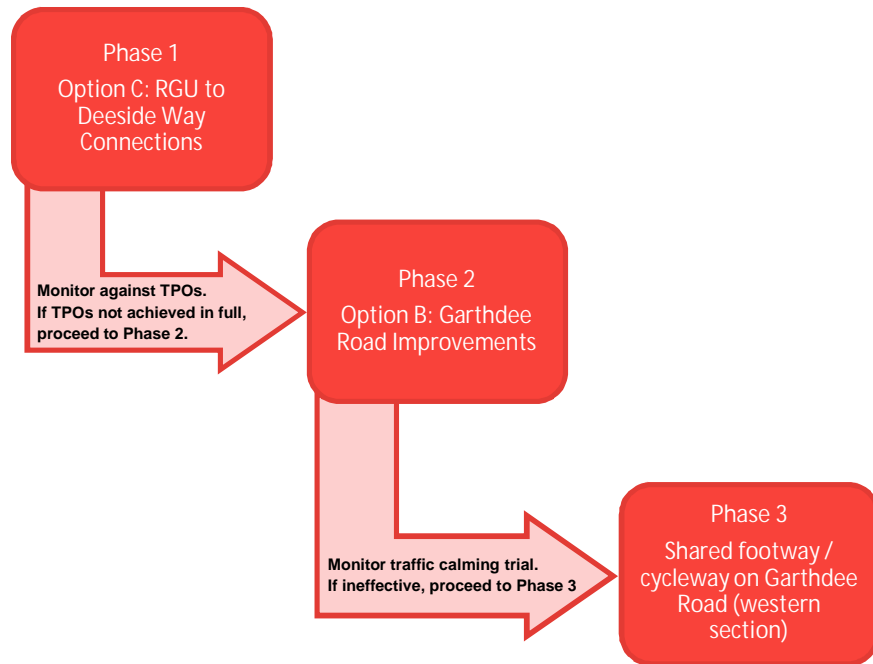 Phase 1
Option C: RGU to
Deeside Way
Connections
Monitor against TPOs.
If TPOs not achieved in full,
proceed to Phase 2.
Phase 2
Option B: Garthdee
Road Improvements
Monitor traffic calming trial.
If ineffective, proceed to Phase 3
Phase 3
Shared footway /
cycleway on Garthdee
Road (western
section)